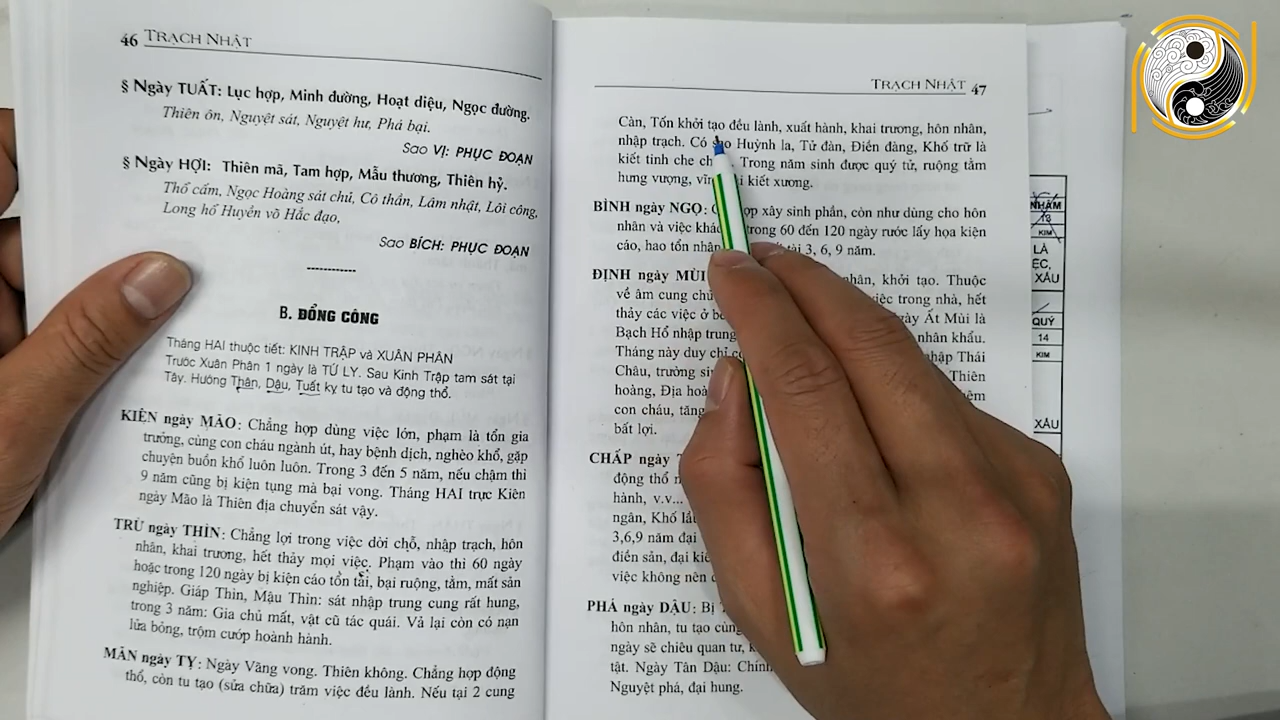 46 TRẠCH NHẬT
§ Ngày TUẤT: Lục hợp, Minh đường, Hoạt diệu, Ngọc đường.
Thiên ôn, Nguyệt sát, Nguyệt hư, Phá bại.
Sao VỊ: PHỤC ĐOẠN
§ Ngày HỢI: Thiên mã, Tam hợp, Mẫu thương, Thiên hỷ.
Thổ cấm, Ngọc Hoàng sát chủ, Cô thần, Lâm nhật, Lôi công,
Long hổ Huyền võ Hắc đạo,
Sao BÍCH: PHỤC ĐOẠN
B. ĐỔNG CÔNG
Tháng HAI thuộc tiết: KINH TRẬP và XUÂN PHÂN
Trước Xuân Phân 1 ngày là TỨ LY. Sau Kinh Trập tam sát tại
Tây. Hướng Thân, Dậu, Tuất kỵ tu tạo và động thổ.
KIÊN ngày MÃO: Chẳng hợp dùng việc lớn, phạm là tổn gia
trưởng, cùng con cháu ngành út, hay bệnh dịch, nghèo khổ, gặp
chuyện buồn khổ luôn luôn. Trong 3 đến 5 năm, nếu chậm thì
9 năm cũng bị kiện tụng mà bại vong. Tháng HAI trực Kiên
ngày Mão là Thiên địa chuyển sát vậy.
TRỪ ngày THÌN: Chẳng lợi trong việc dời chỗ, nhập trạch, hôn
nhân, khai trương, hết thảy mọi việc. Phạm vào thì 60 ngày
hoặc trong 120 ngày bị kiện cáo tổn tài, bại ruộng, tằm, mất sản
nghiệp. Giáp Thìn, Mậu Thìn: sát nhập trung cung rất hung,
trong 3 năm: Gia chủ mất, vật cũ tác quái. Vả lại còn có nạn
lửa bỏng, trộm cướp hoành hành.
MÃN ngày TỴ: Ngày Vãng vong. Thiên không. Chẳng hợp động
thổ, còn tu tạo (sửa chữa) trăm việc đều lành. Nếu tại 2 cung
TRẠCH NHẬT 47
Càn, Tốn khởi tạo đều lành, xuất hành, khai trương, hôn nhân,
nhập trạch. Có Huỳnh la, Tử đàn, Điền đàng, Khố trữ là
kiết tinh che Trong năm sinh được quý tử, ruộng tằm
hưng vượng, kiết xương.
BÌNH ngày NGỌ: hợp xây sinh phần, còn như dùng cho hôn
nhân và việc trong 60 đến 120 ngày rước lấy họa kiện
cáo, hao tổn tài 3, 6, 9 năm.
ĐỊNH ngày MÙI nhân, khởi tạo. Thuộc
về âm cung việc trong nhà, hết
thảy các việc ở Ất Mùi là
Bạch Hổ nhập trung nhân khẩu.
Tháng này duy chỉ nhập Thái
Châu, trường Thiên
hoàng, Địa
con cháu, tăng
bất lợi.
CHẤP ngày
động thổ
hành, v.v...
ngân, Khố
3,6,9 năm đại
điền sản, đại
việc không nên
PHÁ ngày DẬU: Bị
hôn nhân, tu tạo
ngày sẽ chiêu quan tư,
tật. Ngày Tân Dậu:
Nguyệt phá, đại hung.
NHÂM
13
KIM
LÀ
XẤU
QUÝ
14
KIM
XẤU